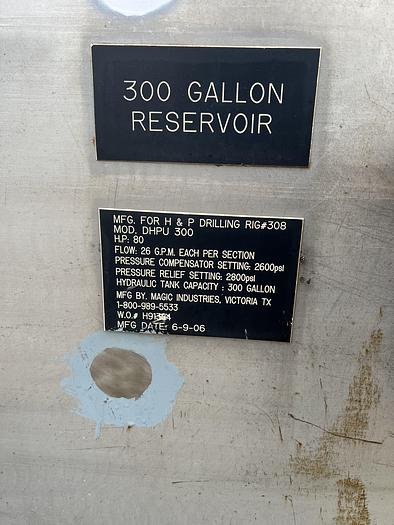 300 GALLON
RESERVOIR
MFG. FOR H & P DRILLING RIG#308
MOD. DHPU 300
H.P: 80
FLOW: 26 G.P.M. EACH PER SECTION
PRESSURE COMPENSATOR SETTING: 2600psi
PRESSURE RELIEF SETTING: 2800psi
HYDRAULIC TANK CAPACITY : 300 GALLON
MFG BY. MAGIC INDUSTRIES, VICTORIA TX
1-800-989-5533
W.O.#
MFG DATE: 6-9-06